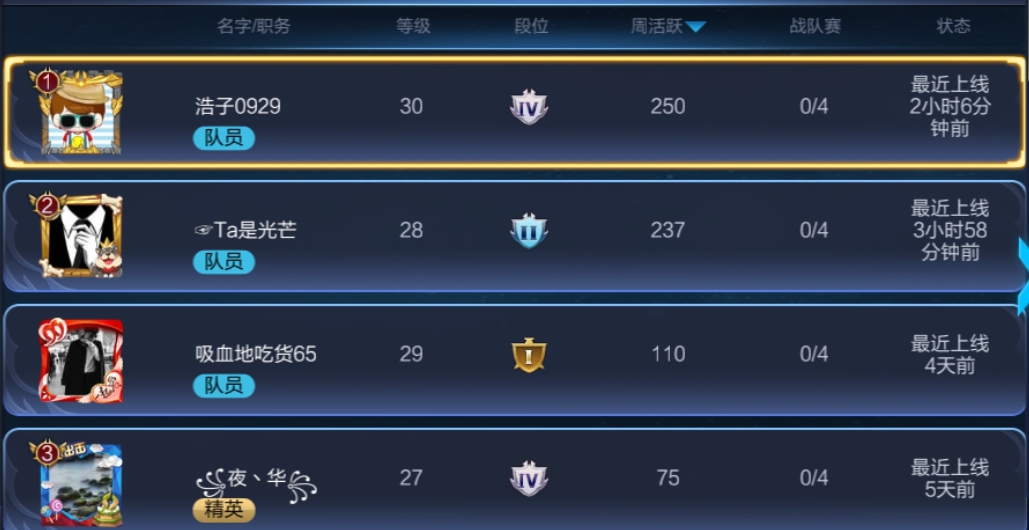 名字/职务 等级 段位 周活跃 战队赛 状态
1
浩子0929 30 IV 250 0/4
队员
最近上线
2小时6分
钟前
2
☞Ta是光芒 28 II 237 0/4
队员
最近上线
3小时58
分钟前
吸血地吃货65 29 I 110 0/4
队员
最近上线
4天前
3
夜丶华 27 IV 75 0/4
精英
最近上线
5天前